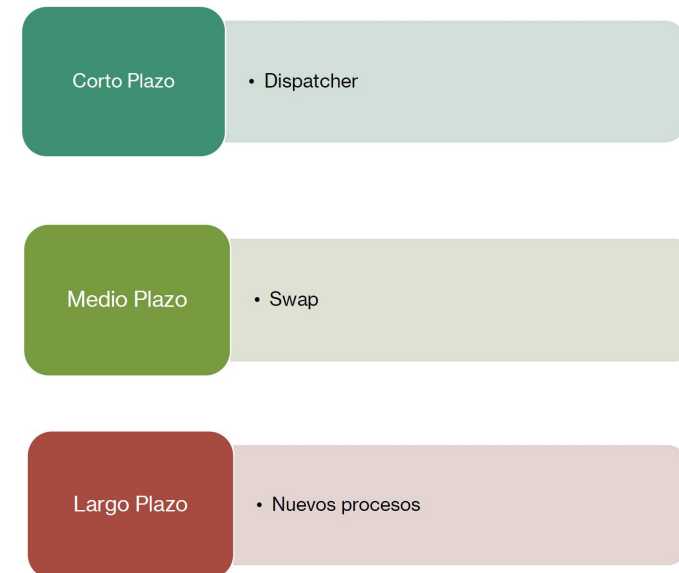 Corto Plazo
• Dispatcher
Medio Plazo
• Swap
Largo Plazo
• Nuevos procesos